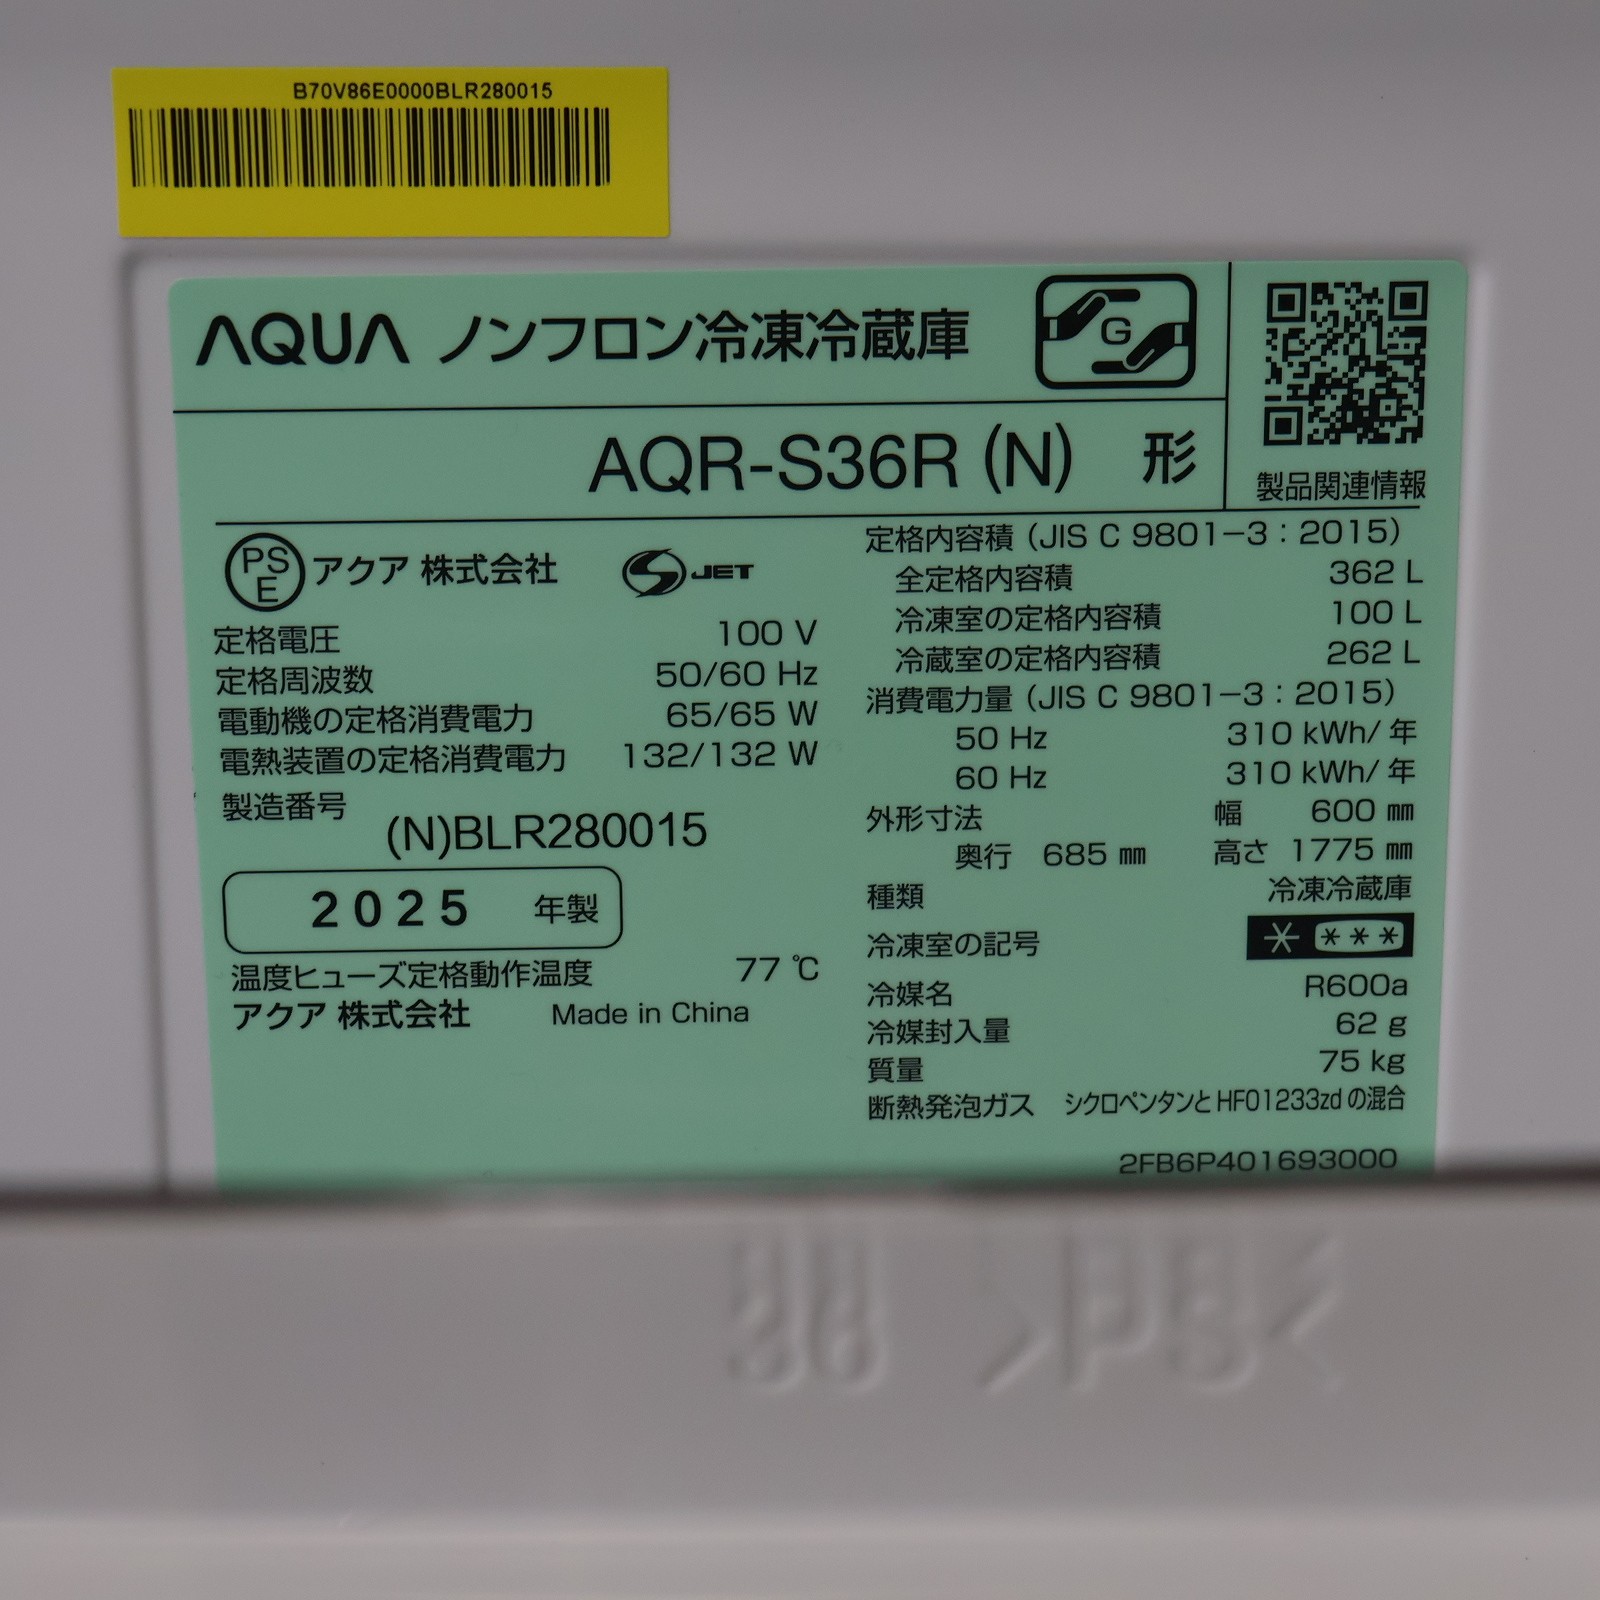 B70V86E0000BLR280015
AQUA ノンフロン冷凍冷蔵庫
G
AQR-S36R (N) 形
製品関連情報
PSE アクア 株式会社 S JET
定格電圧 100 V
定格周波数 50/60 Hz
電動機の定格消費電力 65/65 W
電熱装置の定格消費電力 132/132 W
製造番号
(N)BLR280015
2025 年製
温度ヒューズ定格動作温度 77 ℃
アクア 株式会社 Made in China
定格内容積 (JIS C 9801-3:2015)
全定格内容積 362 L
冷凍室の定格内容積 100 L
冷蔵室の定格内容積 262 L
消費電力量 (JIS C 9801-3:2015)
50 Hz 310 kWh/年
60 Hz 310 kWh/年
外形寸法 幅 600 ㎜
奥行 685 ㎜ 高さ 1775 ㎜
種類 冷凍冷蔵庫
冷凍室の記号 * ***
冷媒名 R600a
冷媒封入量 62 g
質量 75 kg
断熱発泡ガス シクロペンタンとHFO1233zdの混合
2FB6P401693000